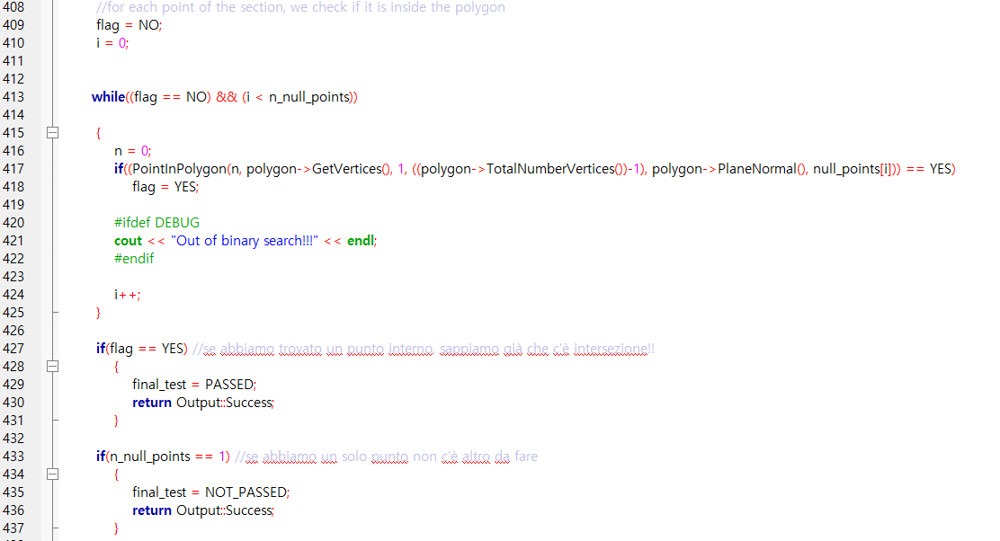 408 //for each point of the section, we check if it is inside the polygon
409 flag = NO;
410 i = 0;
411
412
413 while((flag == NO) && (i < n_null_points))
414
415 {
416 n = 0;
417 if((PointInPolygon(n, polygon->GetVertices(), 1, ((polygon->TotalNumberVertices())-1), polygon->PlaneNormal(), null_points[i])) == YES)
418 flag = YES;
419
420 #ifdef DEBUG
421 cout << "Out of binary search!!!" << endl;
422 #endif
423
424 i++;
425 }
426
427 if(flag == YES) //se abbiamo trovato un punto interno, sappiamo già che c'è intersezione!!
428 {
429 final_test = PASSED;
430 return Output::Success;
431 }
432
433 if(n_null_points == 1) //se abbiamo un solo punto non c'è altro da fare
434 {
435 final_test = NOT_PASSED;
436 return Output::Success;
437 }